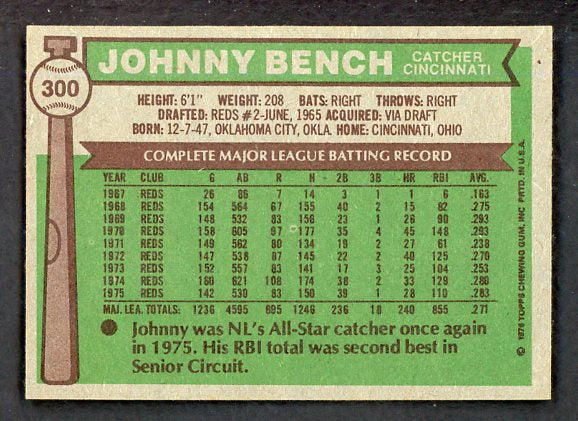 300
JOHNNY BENCH
CATCHER
CINCINNATI
HEIGHT: 6'1" WEIGHT: 208 BATS: RIGHT THROWS: RIGHT
DRAFTED: REDS #2-JUNE, 1965 ACQUIRED: VIA DRAFT
BORN: 12-7-47, OKLAHOMA CITY, OKLA. HOME: CINCINNATI, OHIO
COMPLETE MAJOR LEAGUE BATTING RECORD
YEAR CLUB G AB R H 2B 3B HR RBI AVG.
1967 REDS 26 86 7 14 3 1 1 6 .163
1968 REDS 154 564 67 155 40 2 15 82 .275
1969 REDS 148 532 83 156 23 1 26 90 .293
1970 REDS 158 605 97 177 35 4 45 148 .293
1971 REDS 149 562 80 134 19 2 27 61 .238
1972 REDS 147 538 87 145 22 2 40 125 .270
1973 REDS 152 557 83 141 17 3 25 104 .253
1974 REDS 160 621 108 174 38 2 33 129 .280
1975 REDS 142 530 83 150 39 1 28 110 .283
MAJ. LEA. TOTALS: 1236 4595 695 1246 236 18 240 855 .271
Johnny was NL's All-Star catcher once again
in 1975. His RBI total was second best in
Senior Circuit.
© 1976 TOPPS CHEWING GUM, INC. PRTD. IN U.S.A.